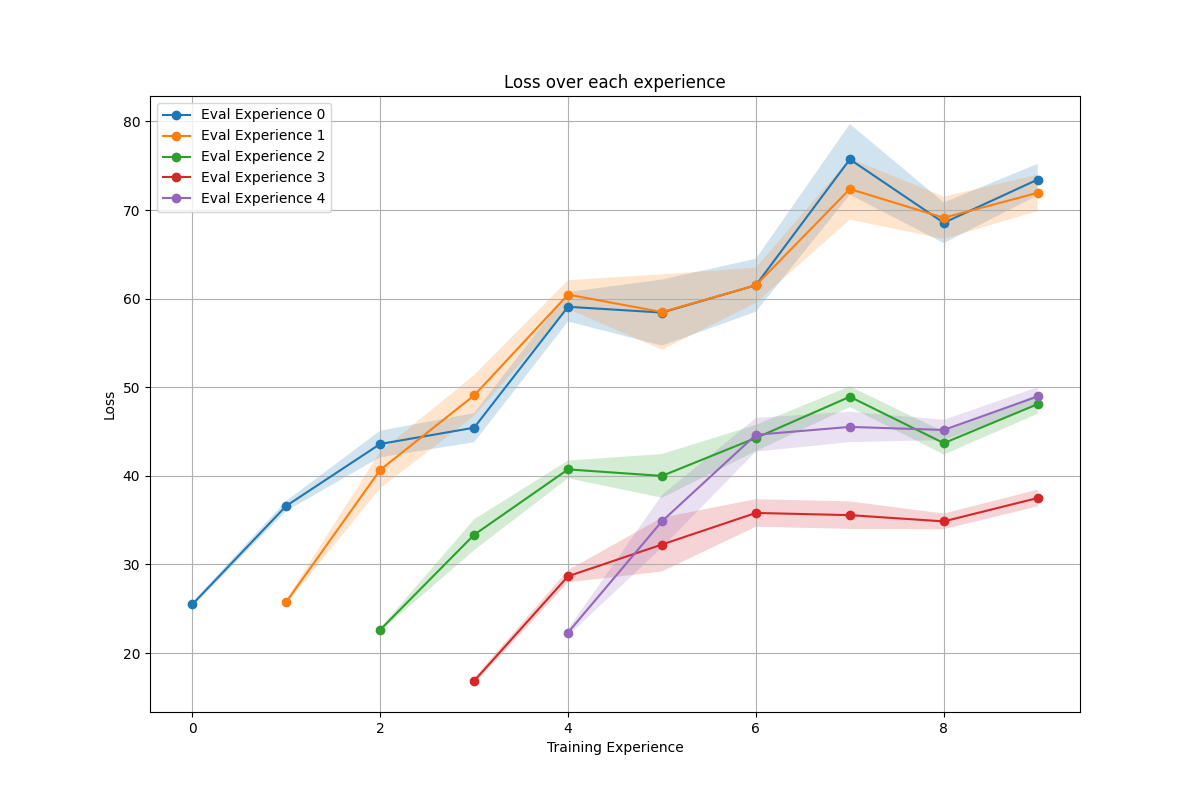 Loss over each experience
Eval Experience 0
Eval Experience 1
Eval Experience 2
Eval Experience 3
Eval Experience 4
80
70
60
50
40
30
20
Loss
0 2 4 6 8
Training Experience